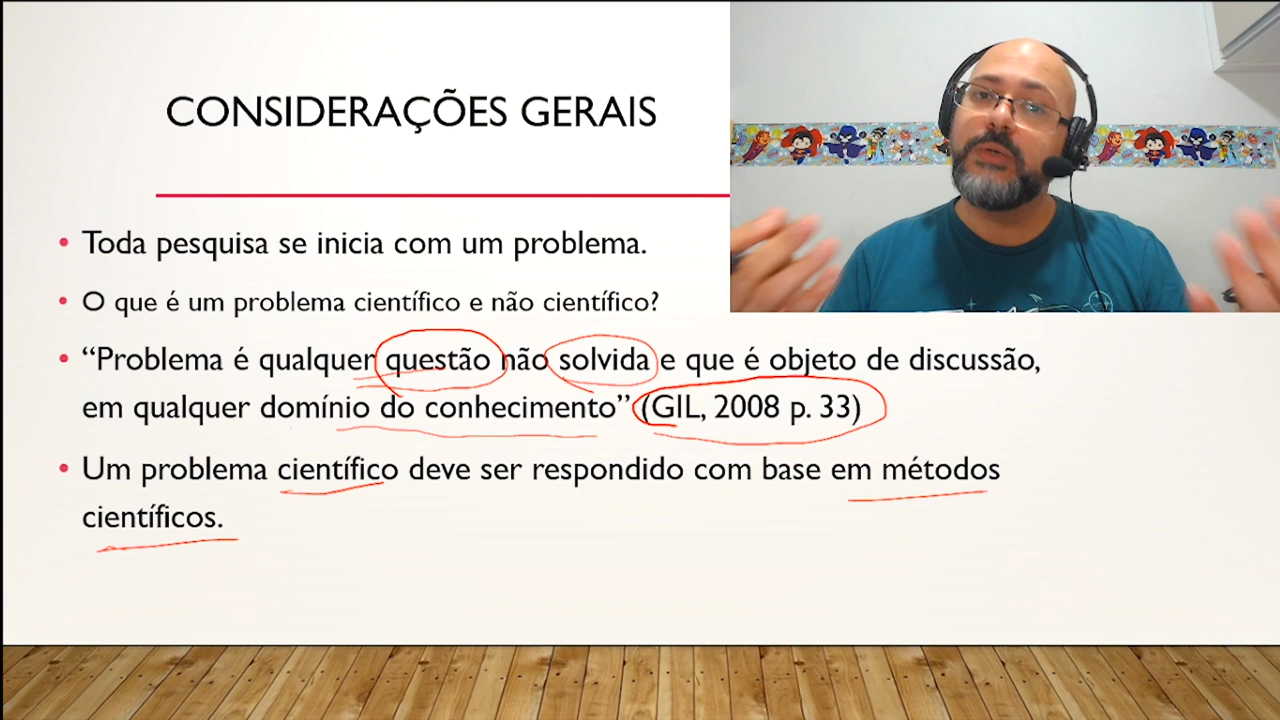 CONSIDERAÇÕES GERAIS
• Toda pesquisa se inicia com um problema.
• O que é um problema científico e não científico?
• “Problema é qualquer questão não solvida e que é objeto de discussão,
em qualquer domínio do conhecimento” (GIL, 2008 p. 33)
• Um problema científico deve ser respondido com base em métodos
científicos.